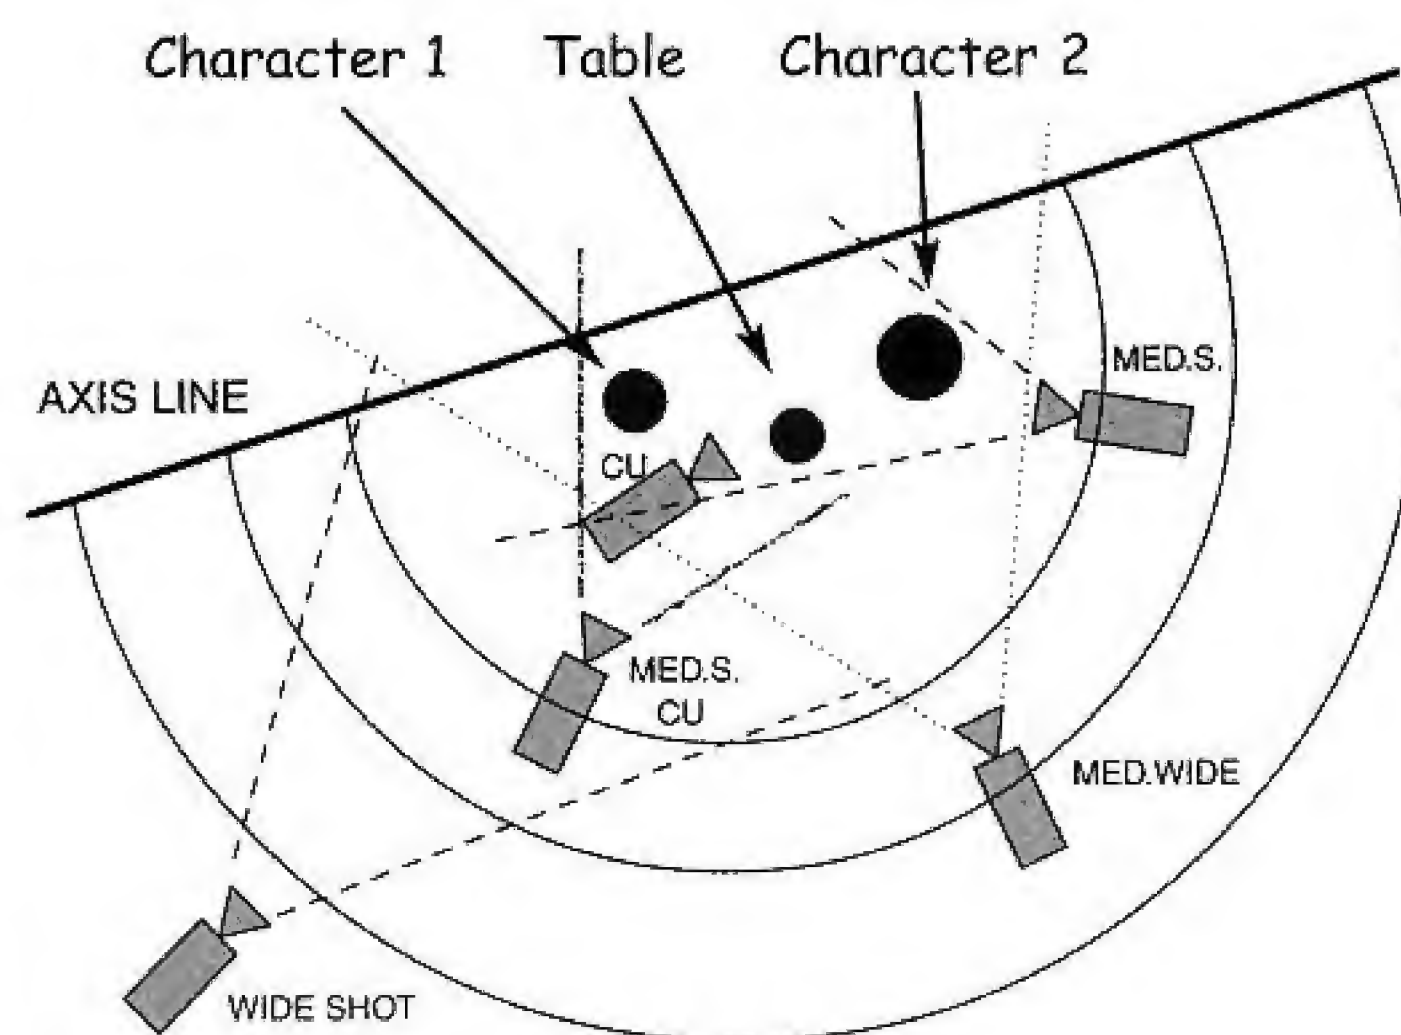 Character 1
Table
Character 2
AXIS LINE
MED.S.
CU
MED.S.
CU
MED.WIDE
WIDE SHOT